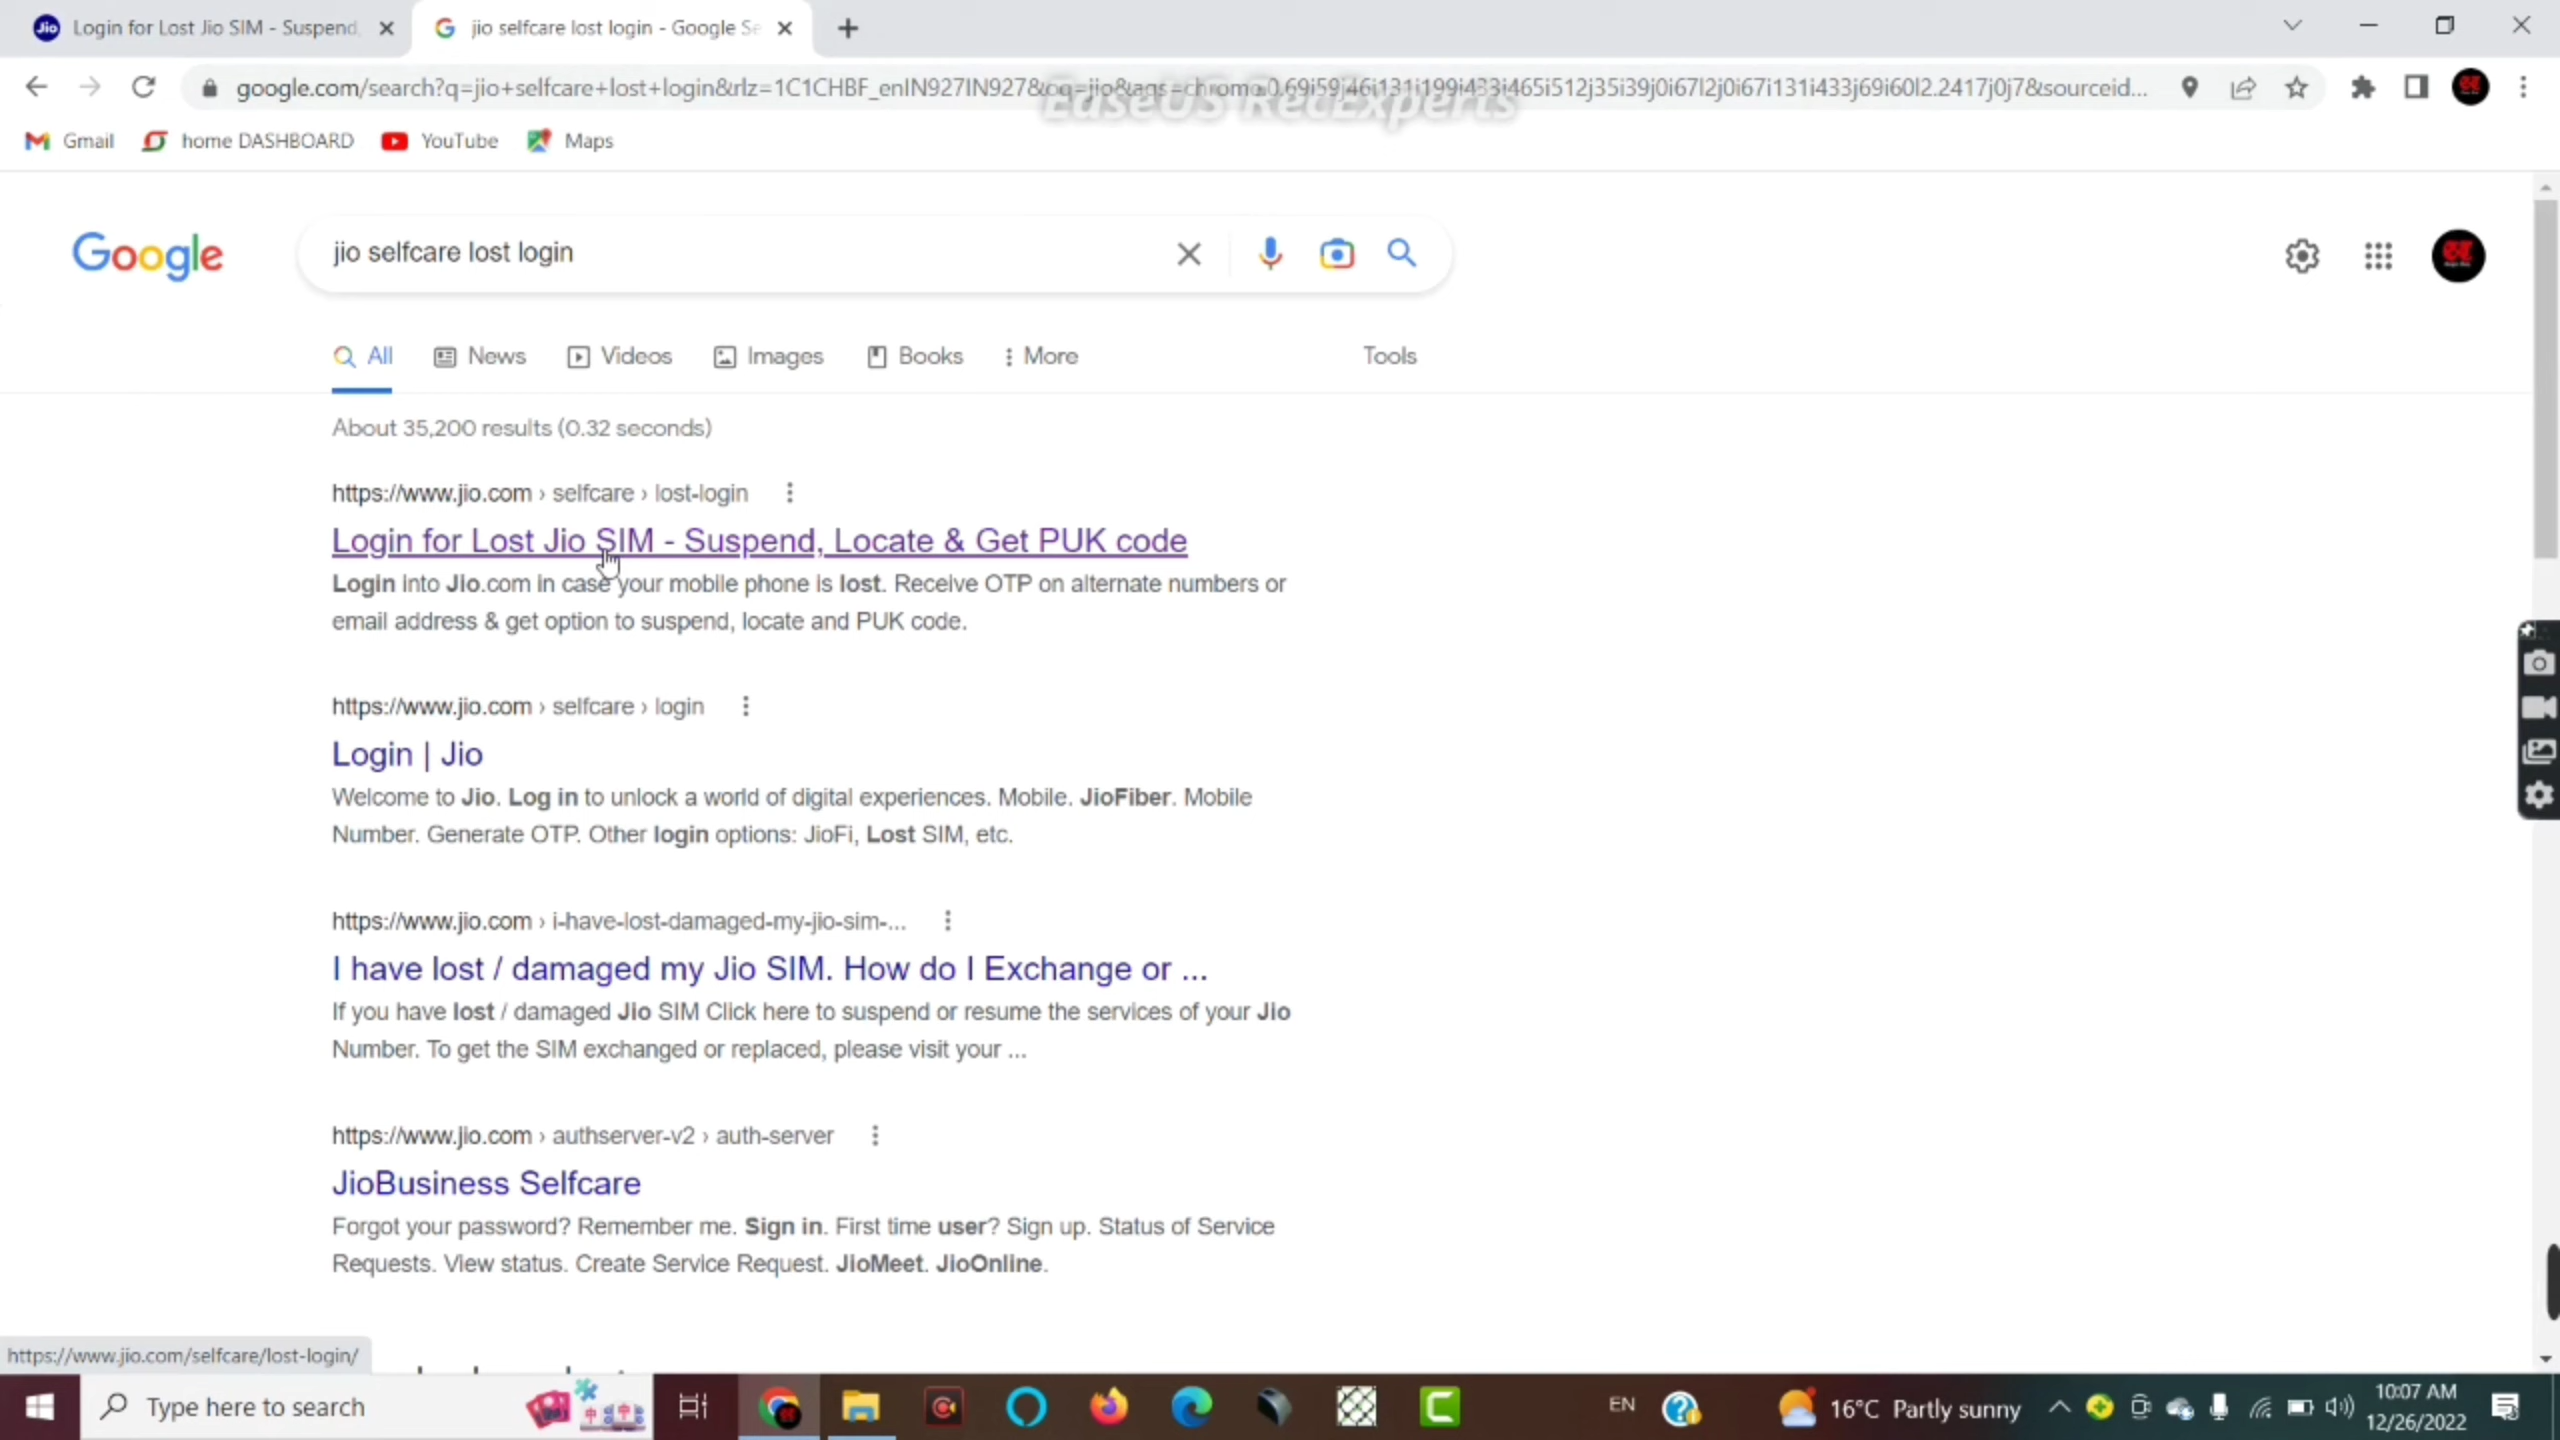 Jio Login for Lost Jio SIM - Suspend,
jio selfcare lost login - Google Se
google.com/search?q=jio+selfcare+lost+login&rlz=1C1CHBF_enIN927IN927&oq=jio&aqs=chrome.0.69i59j46i131i199i433i465i512j35i39j0i67l2j0i67i131i433j69i60l2.2417j0j7&sourceid...
EaseUS RecExperts
Gmail home DASHBOARD YouTube Maps
Google
jio selfcare lost login
All News Videos Images Books More Tools
About 35,200 results (0.32 seconds)
https://www.jio.com › selfcare › lost-login
Login for Lost Jio SIM - Suspend, Locate & Get PUK code
Login into Jio.com in case your mobile phone is lost. Receive OTP on alternate numbers or
email address & get option to suspend, locate and PUK code.
https://www.jio.com › selfcare › login
Login | Jio
Welcome to Jio. Log in to unlock a world of digital experiences. Mobile. JioFiber. Mobile
Number. Generate OTP. Other login options: JioFi, Lost SIM, etc.
https://www.jio.com › i-have-lost-damaged-my-jio-sim-...
I have lost / damaged my Jio SIM. How do I Exchange or ...
If you have lost / damaged Jio SIM Click here to suspend or resume the services of your Jio
Number. To get the SIM exchanged or replaced, please visit your ...
https://www.jio.com › authserver-v2 › auth-server
JioBusiness Selfcare
Forgot your password? Remember me. Sign in. First time user? Sign up. Status of Service
Requests. View status. Create Service Request. JioMeet. JioOnline.
https://www.jio.com/selfcare/lost-login/
Type here to search
EN
16°C Partly sunny
10:07 AM
12/26/2022